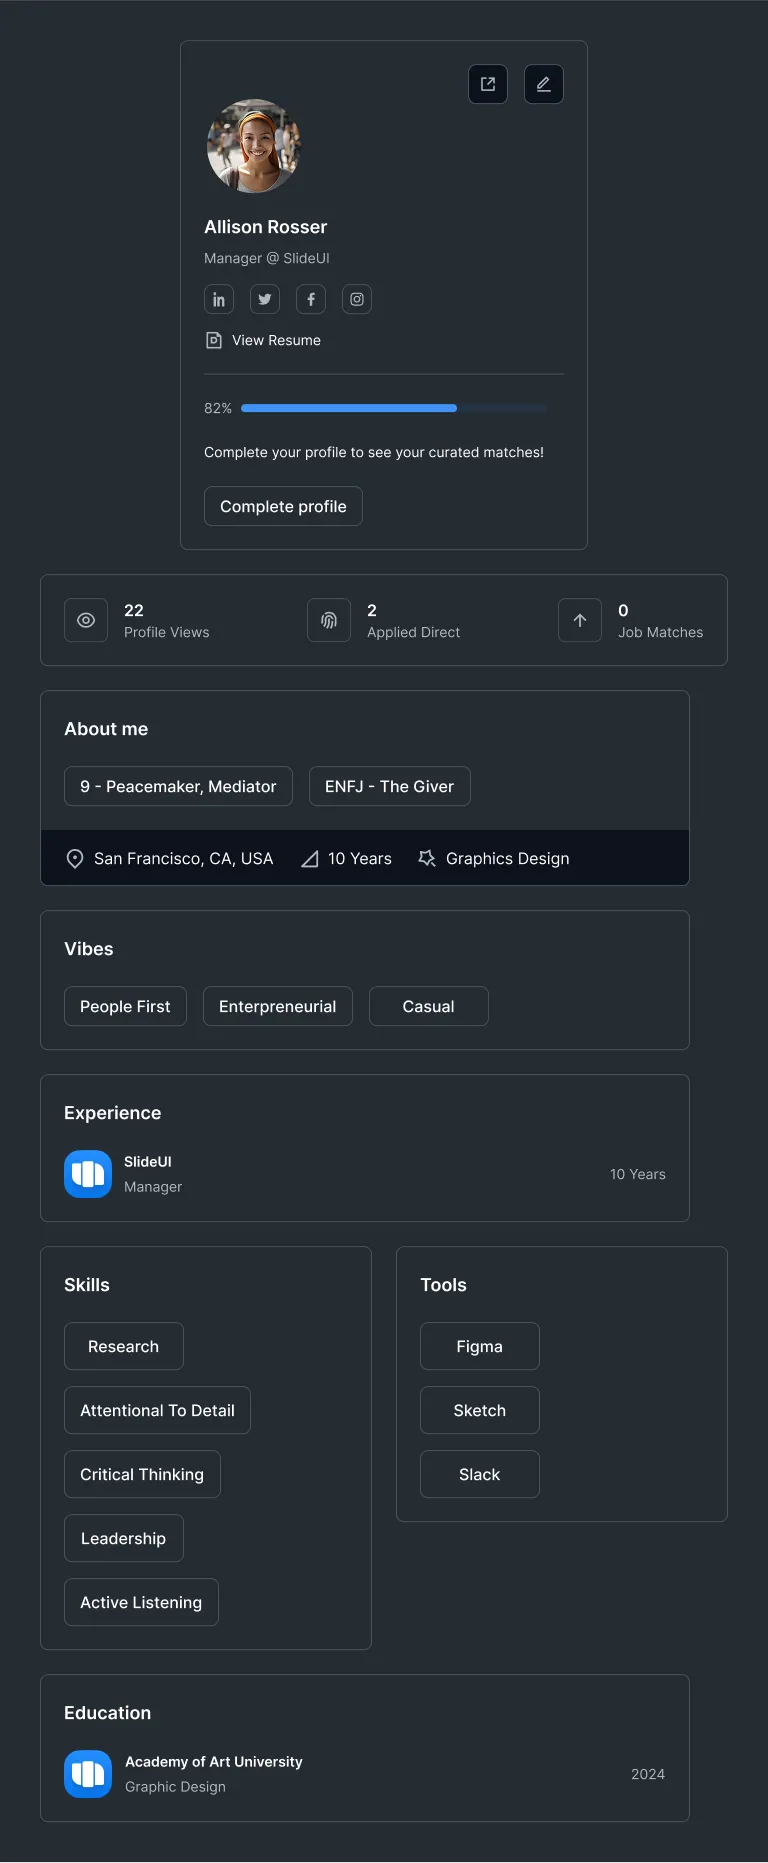 Allison Rosser
Manager @ SlideUI
View Resume
82%
Complete your profile to see your curated matches!
Complete profile
22
Profile Views
2
Applied Direct
0
Job Matches
About me
9 - Peacemaker, Mediator
ENFJ - The Giver
San Francisco, CA, USA
10 Years
Graphics Design
Vibes
People First
Enterpreneurial
Casual
Experience
SlideUI
Manager
10 Years
Skills
Research
Attentional To Detail
Critical Thinking
Leadership
Active Listening
Tools
Figma
Sketch
Slack
Education
Academy of Art University
Graphic Design
2024